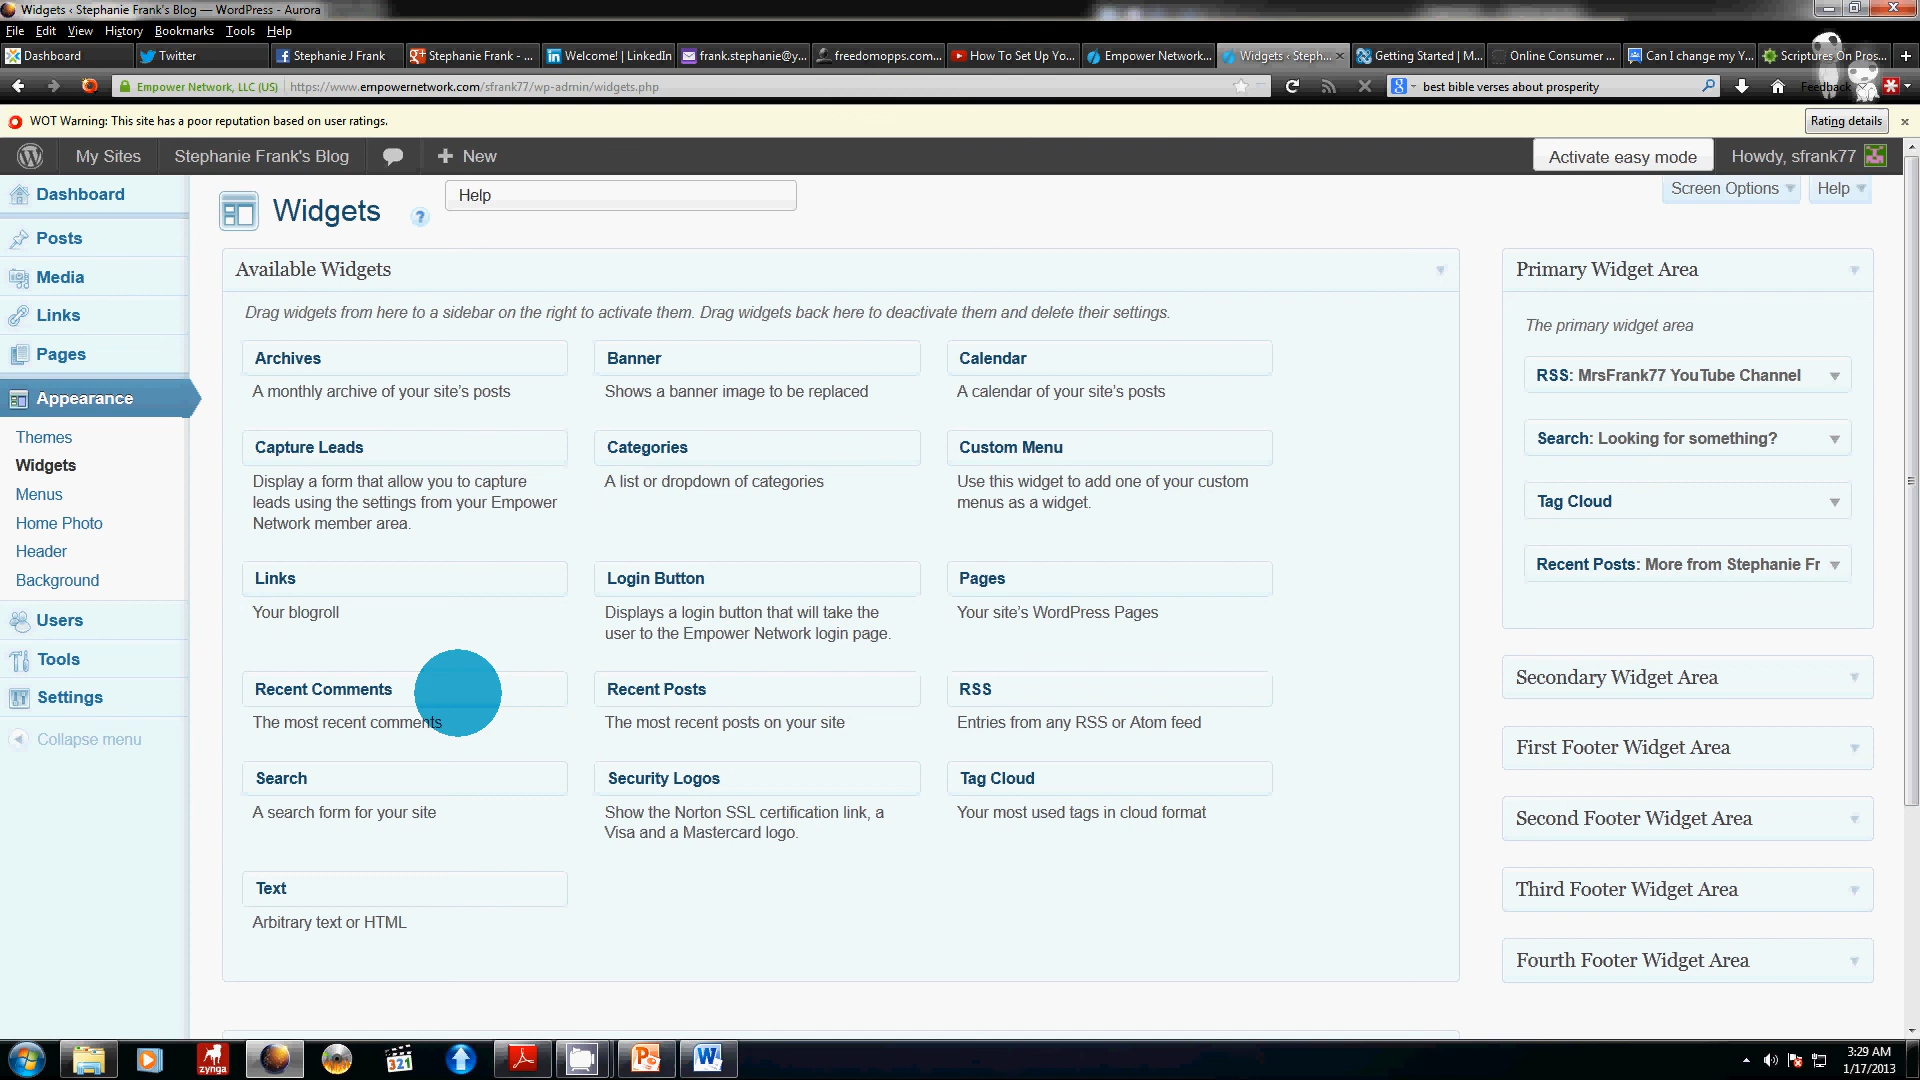 Widgets ‹ Stephanie Frank's Blog — WordPress - Aurora
File Edit View History Bookmarks Tools Help
Dashboard
Twitter
Stephanie J Frank
Stephanie Frank - ...
Welcome! | LinkedIn
frank.stephanie@y...
freedomopps.com...
How To Set Up Yo...
Empower Network...
Widgets ‹ Steph...
Getting Started | M...
Online Consumer ...
Can I change my Y...
Scriptures On Pros...
Empower Network, LLC (US)
https://www.empowernetwork.com/sfrank77/wp-admin/widgets.php
best bible verses about prosperity
Feedback
WOT Warning: This site has a poor reputation based on user ratings.
Rating details
My Sites
Stephanie Frank's Blog
New
Activate easy mode
Howdy, sfrank77
Dashboard
Posts
Media
Links
Pages
Appearance
Themes
Widgets
Menus
Home Photo
Header
Background
Users
Tools
Settings
Collapse menu
Widgets
?
Help
Screen Options
Help
Available Widgets
Drag widgets from here to a sidebar on the right to activate them. Drag widgets back here to deactivate them and delete their settings.
Archives
A monthly archive of your site's posts
Banner
Shows a banner image to be replaced
Calendar
A calendar of your site's posts
Capture Leads
Display a form that allow you to capture
leads using the settings from your Empower
Network member area.
Categories
A list or dropdown of categories
Custom Menu
Use this widget to add one of your custom
menus as a widget.
Links
Your blogroll
Login Button
Displays a login button that will take the
user to the Empower Network login page.
Pages
Your site's WordPress Pages
Recent Comments
The most recent comments
Recent Posts
The most recent posts on your site
RSS
Entries from any RSS or Atom feed
Search
A search form for your site
Security Logos
Show the Norton SSL certification link, a
Visa and a Mastercard logo.
Tag Cloud
Your most used tags in cloud format
Text
Arbitrary text or HTML
Primary Widget Area
The primary widget area
RSS: MrsFrank77 YouTube Channel
Search: Looking for something?
Tag Cloud
Recent Posts: More from Stephanie Fr
Secondary Widget Area
First Footer Widget Area
Second Footer Widget Area
Third Footer Widget Area
Fourth Footer Widget Area
zynga
321
3:29 AM
1/17/2013